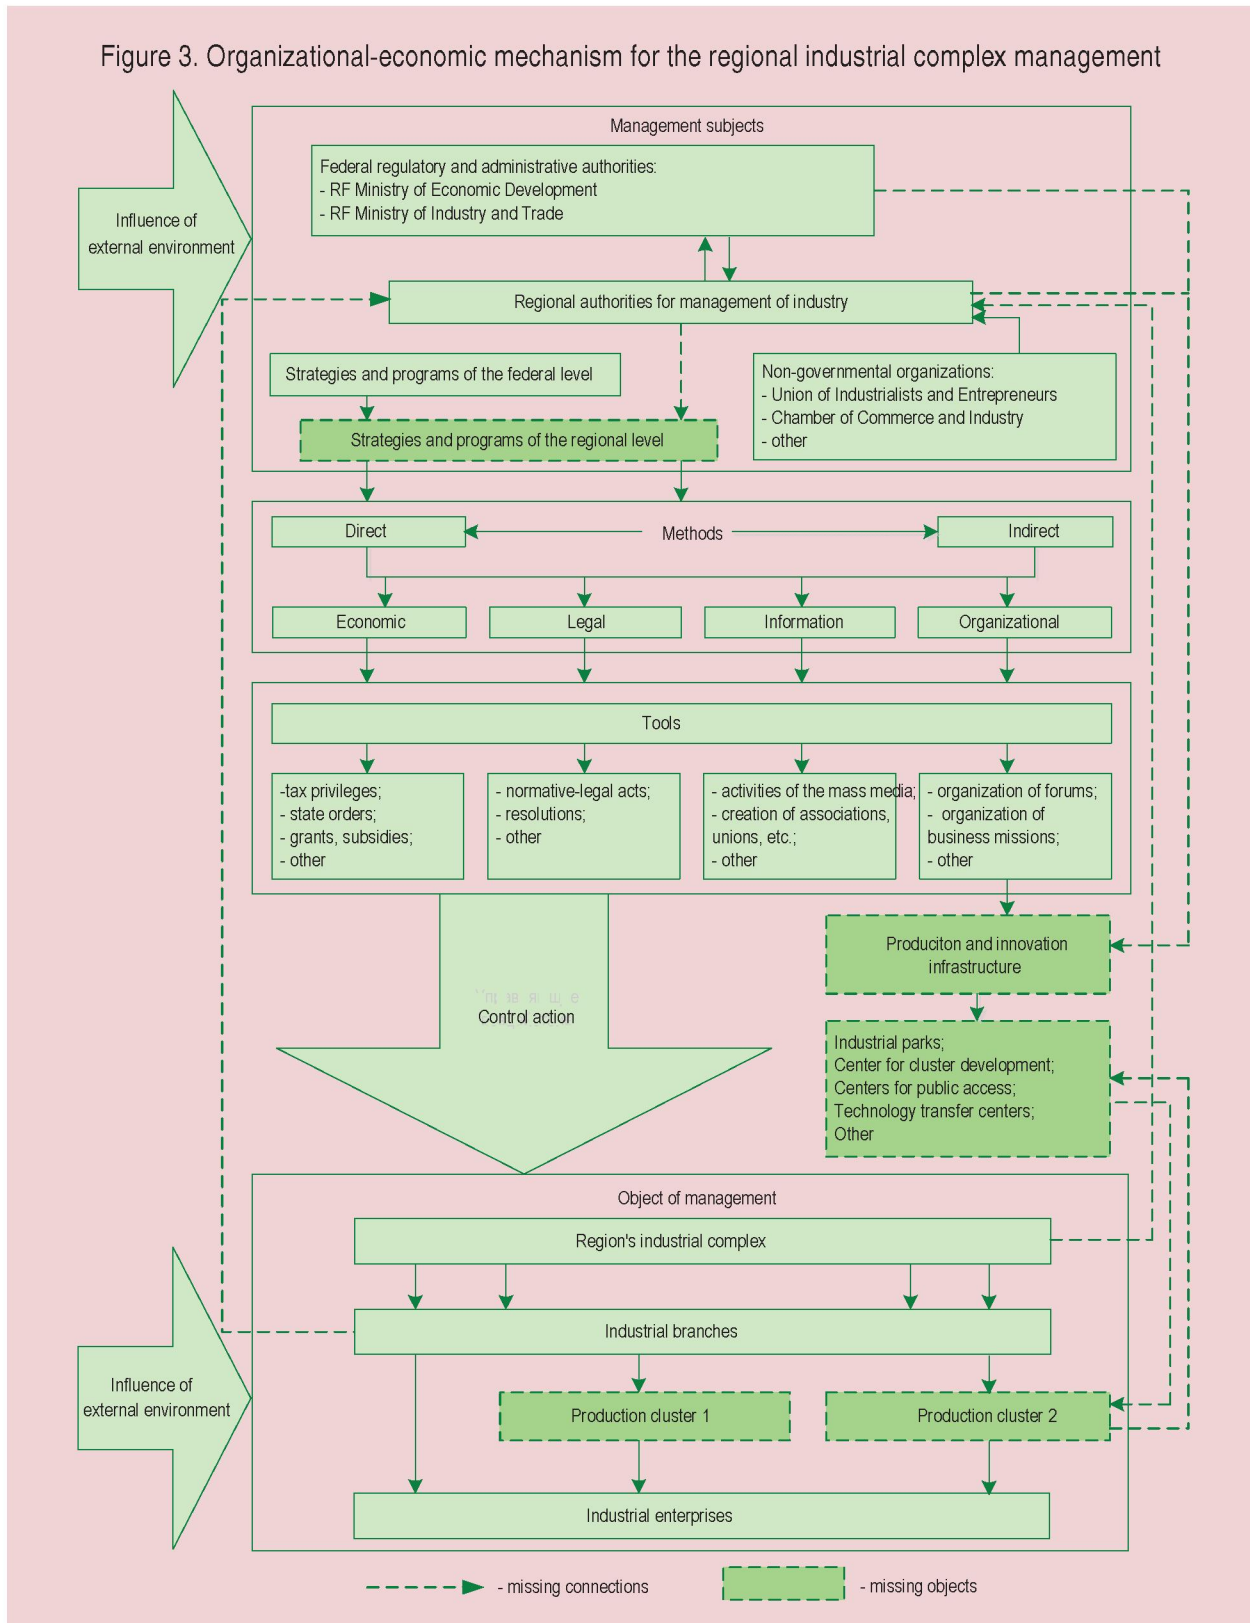 Figure 3. Organizational-economic mechanism for the regional industrial complex management
Management subjects
Federal regulatory and administrative authorities:
- RF Ministry of Economic Development
- RF Ministry of Industry and Trade
Influence of
external environment
Regional authorities for management of industry
Strategies and programs of the federal level
Non-governmental organizations:
- Union of Industrialists and Entrepreneurs
- Chamber of Commerce and Industry
- other
Strategies and programs of the regional level
Direct
Methods
Indirect
Economic
Legal
Information
Organizational
Tools
-tax privileges;
- state orders;
- grants, subsidies;
- other
- normative-legal acts;
- resolutions;
- other
- activities of the mass media;
- creation of associations,
unions, etc.;
- other
- organization of forums;
- organization of
business missions;
- other
Produciton and innovation
infrastructure
Control action
Industrial parks;
Center for cluster development;
Centers for public access;
Technology transfer centers;
Other
Object of management
Region's industrial complex
Industrial branches
Influence of
external environment
Production cluster 1
Production cluster 2
Industrial enterprises
- missing connections
- missing objects